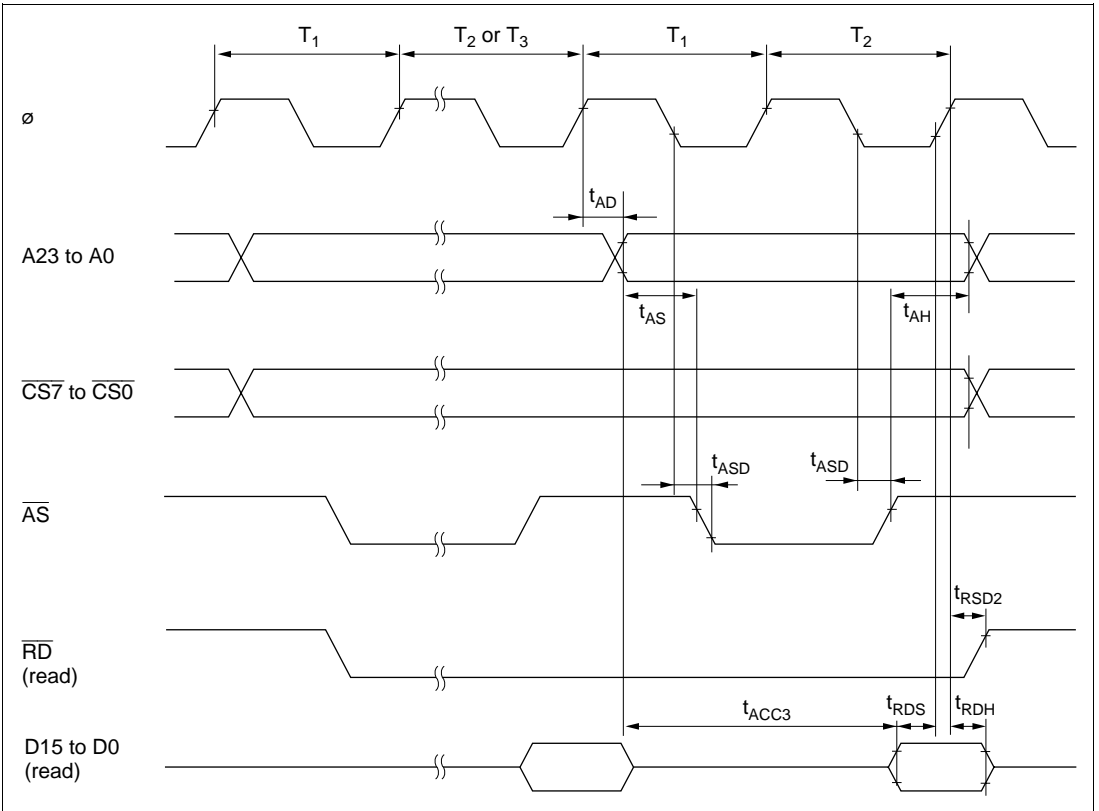 T1 T2 or T3 T1 T2
ø
tAD
A23 to A0
tAS tAH
CS7 to CS0
tASD tASD
AS
tRSD2
RD
(read)
tACC3 tRDS tRDH
D15 to D0
(read)